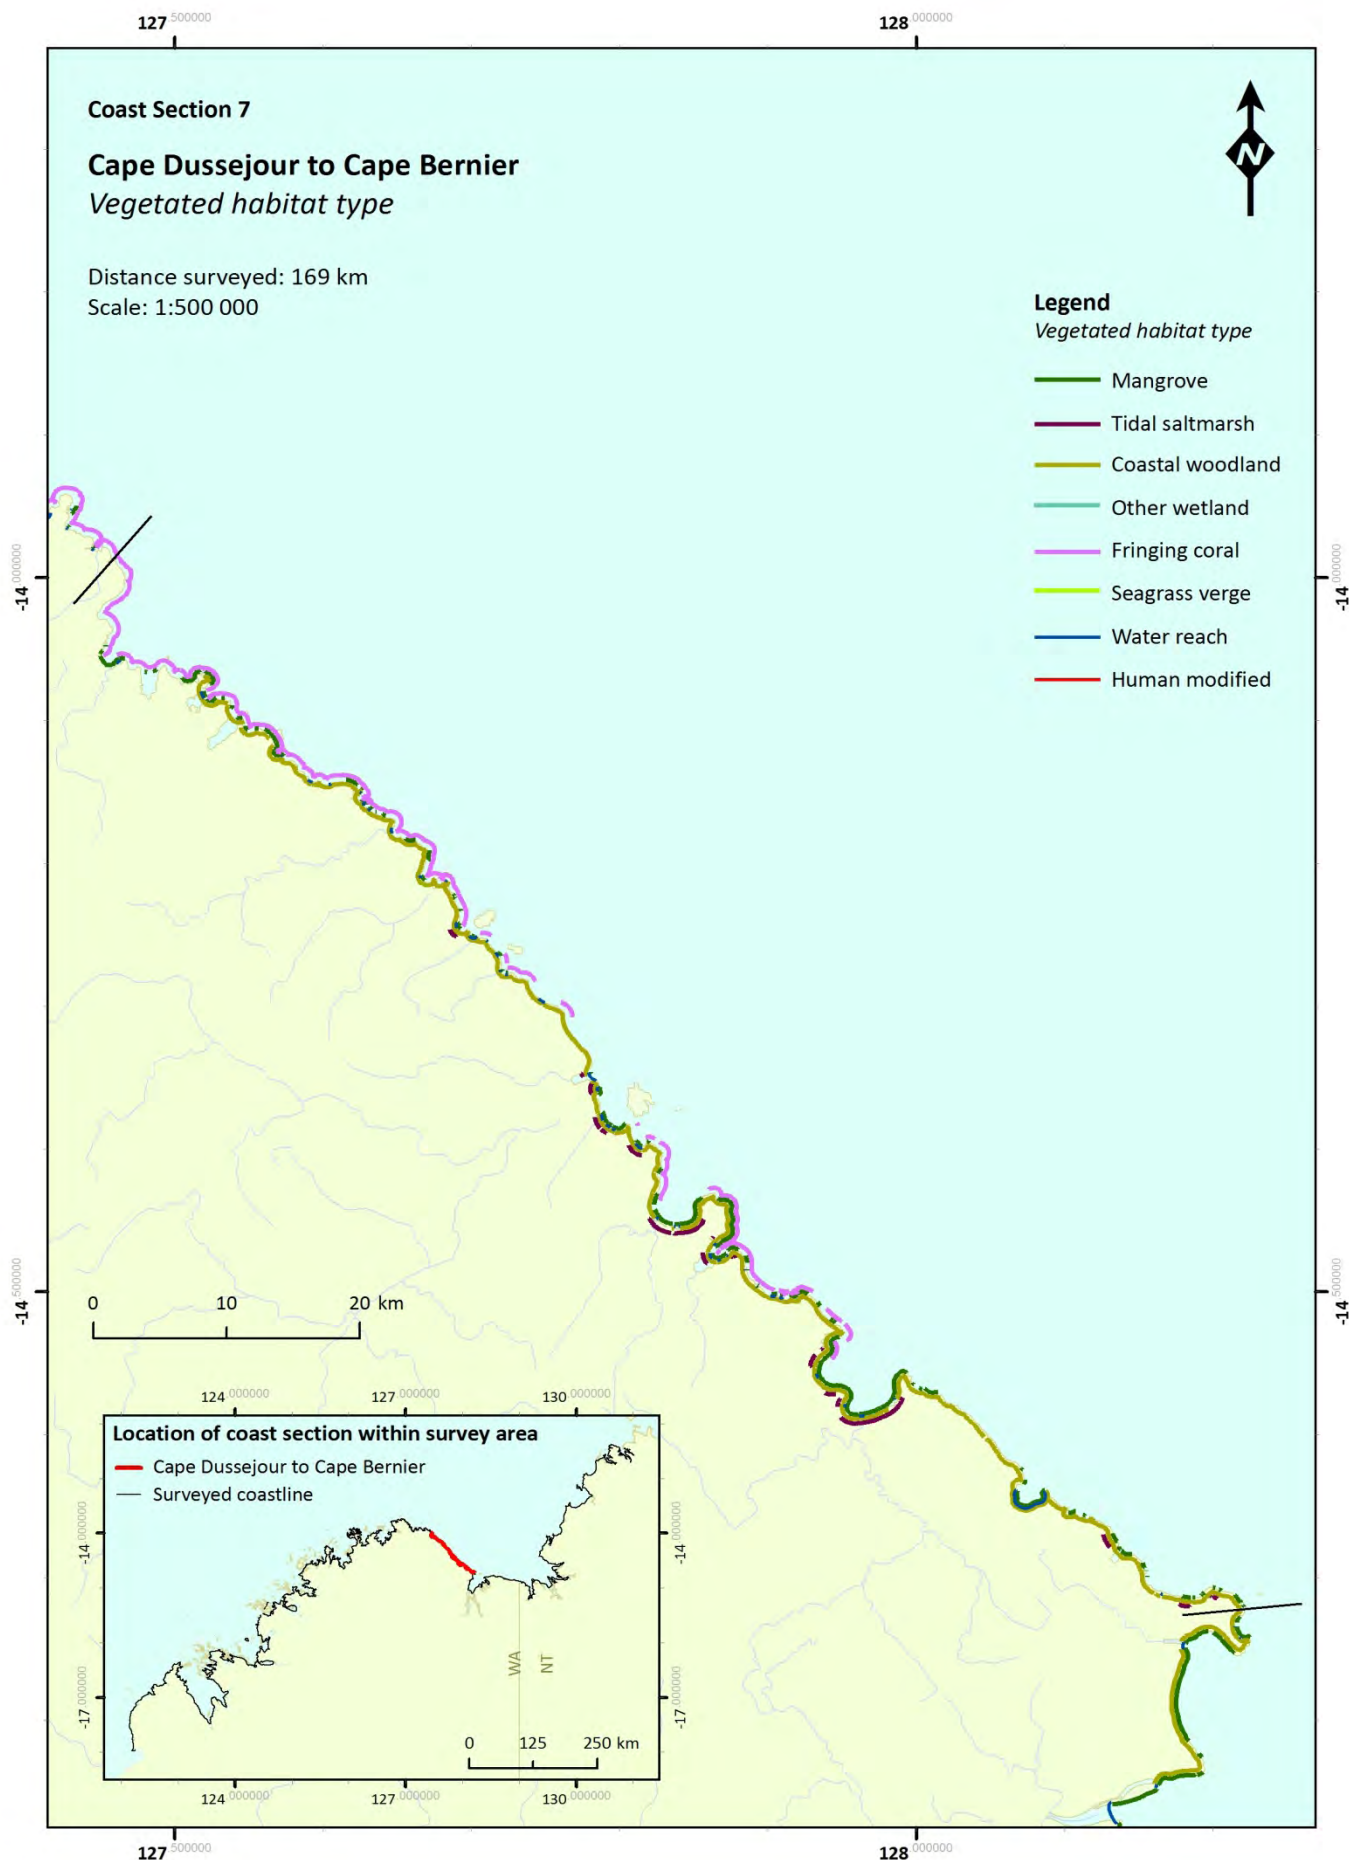 127.500000
128.000000
Coast Section 7
Cape Dussejour to Cape Bernier
Vegetated habitat type
Distance surveyed: 169 km
Scale: 1:500 000
N
Legend
Vegetated habitat type
Mangrove
Tidal saltmarsh
Coastal woodland
Other wetland
Fringing coral
Seagrass verge
Water reach
Human modified
-14.000000
-14.000000
-14.500000
-14.500000
0 10 20 km
124.000000 127.000000 130.000000
Location of coast section within survey area
Cape Dussejour to Cape Bernier
Surveyed coastline
-14.000000
-14.000000
WA
NT
-17.000000
-17.000000
0 125 250 km
124.000000 127.000000 130.000000
127.500000
128.000000